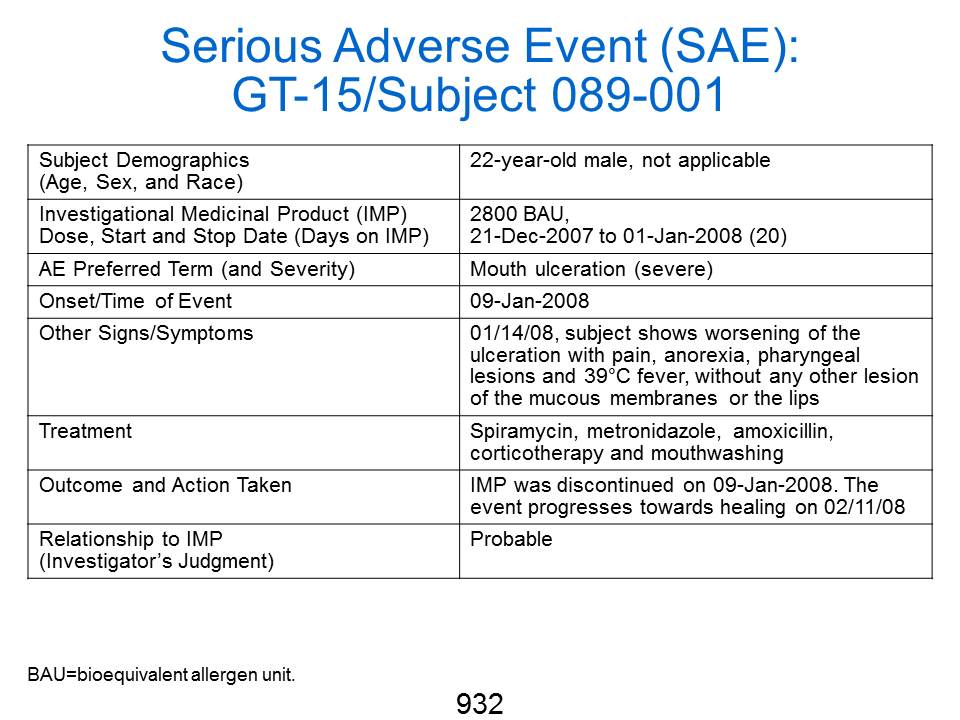 Serious Adverse Event (SAE):
GT-15/Subject 089-001
Subject Demographics
(Age, Sex, and Race)
22-year-old male, not applicable
Investigational Medicinal Product (IMP)
Dose, Start and Stop Date (Days on IMP)
2800 BAU,
21-Dec-2007 to 01-Jan-2008 (20)
AE Preferred Term (and Severity)
Mouth ulceration (severe)
Onset/Time of Event
09-Jan-2008
Other Signs/Symptoms
01/14/08, subject shows worsening of the
ulceration with pain, anorexia, pharyngeal
lesions and 39°C fever, without any other lesion
of the mucous membranes or the lips
Treatment
Spiramycin, metronidazole, amoxicillin,
corticotherapy and mouthwashing
Outcome and Action Taken
IMP was discontinued on 09-Jan-2008. The
event progresses towards healing on 02/11/08
Relationship to IMP
(Investigator's Judgment)
Probable
BAU=bioequivalent allergen unit.
932